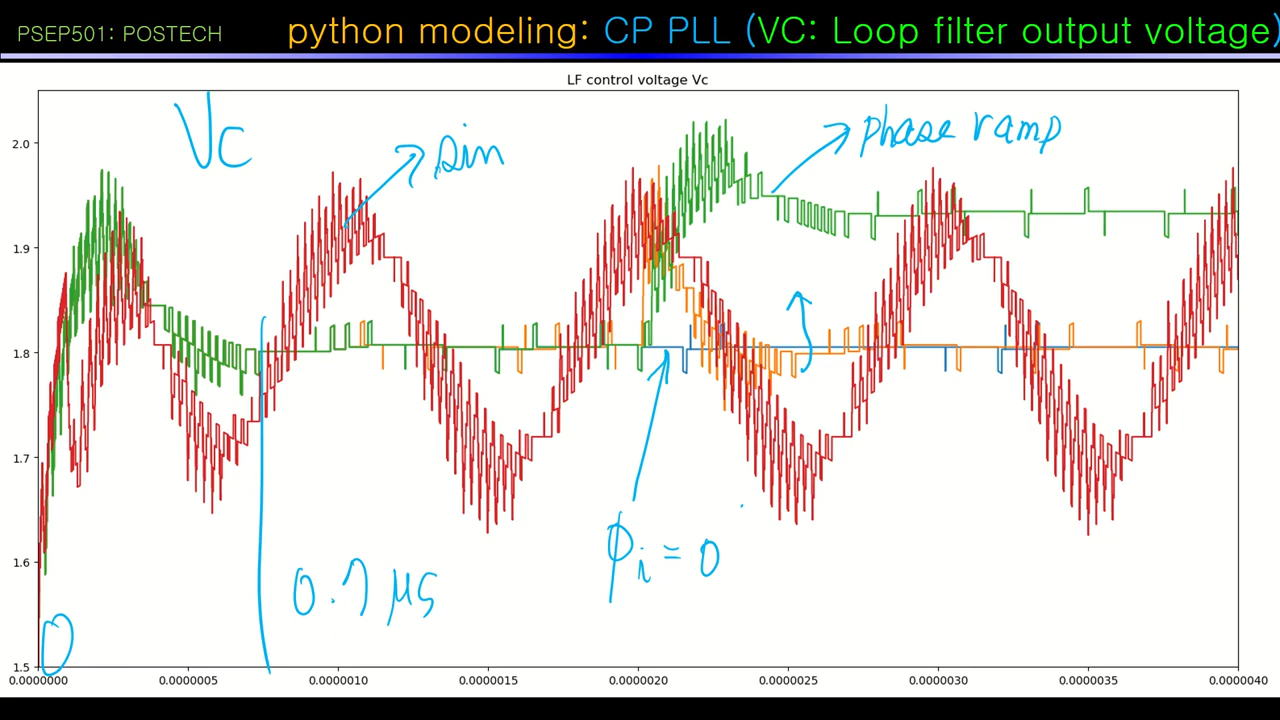 PSEP501: POSTECH
python modeling: CP PLL (VC: Loop filter output voltage)
LF control voltage Vc
Vc
sin
phase ramp
2.0
1.9
1.8
1.7
1.6
1.5
ϕi = 0
0.7 μs
0
0.0000000
0.0000005
0.0000010
0.0000015
0.0000020
0.0000025
0.0000030
0.0000035
0.0000040